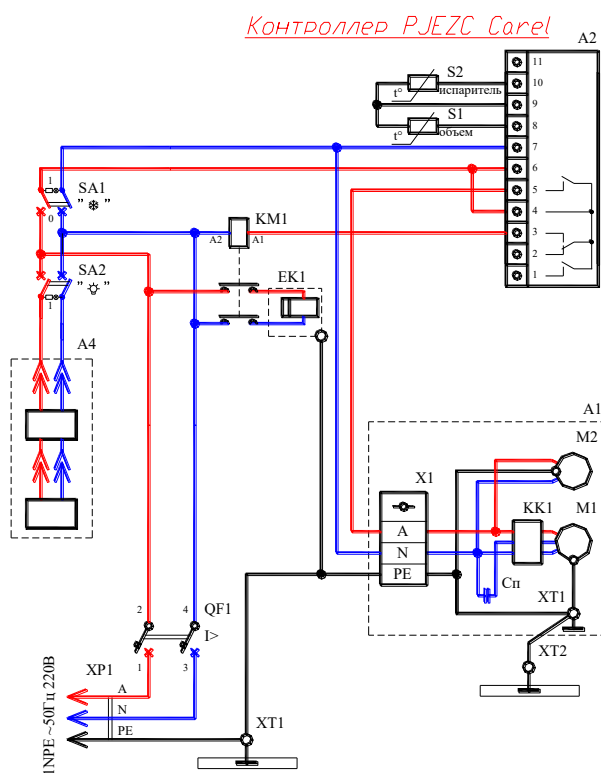 Контроллер PJEZC Carel
A2
11
S2
10
t° испаритель
9
S1
8
t° объем
7
6
1
SA1
5
" ❄ "
4
0
KM1
A2 A1
3
2
SA2
EK1
1
" "
1
A4
A1
M2
X1
KK1
M1
A
N
PE
Сп
XT1
2
4
QF1
I>
XT2
1
3
XP1
A
N
PE
XT1
1NPE ~50Гц 220В